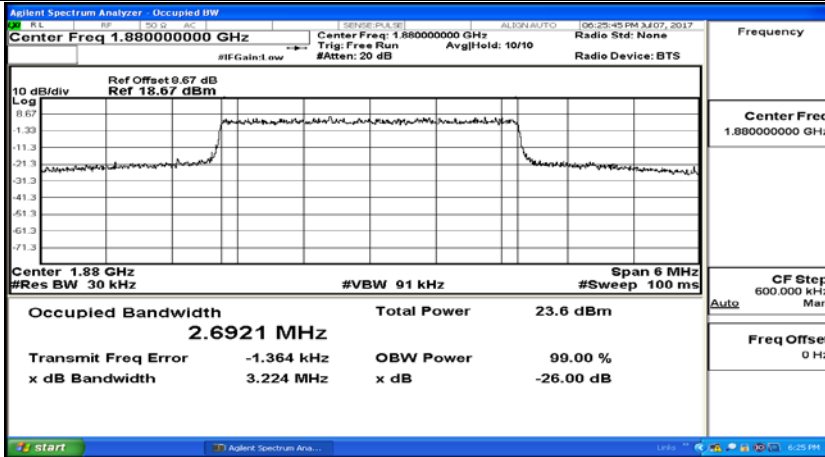 Agilent Spectrum Analyzer - Occupied BW
RL RF 50 Ω AC SENSE:PULSE ALIGN AUTO 06:25:45 PM Jul 07, 2017
Center Freq 1.880000000 GHz Center Freq: 1.880000000 GHz Radio Std: None Frequency
Trig: Free Run Avg|Hold: 10/10
#IFGain:Low #Atten: 20 dB Radio Device: BTS
Ref Offset 8.67 dB
10 dB/div Ref 18.67 dBm
Log
8.67
-1.33
-11.3
-21.3
-31.3
-41.3
-51.3
-61.3
-71.3
Center Freq
1.880000000 GHz
Center 1.88 GHz Span 6 MHz
#Res BW 30 kHz #VBW 91 kHz #Sweep 100 ms
CF Step
600.000 kHz
Auto Man
Occupied Bandwidth Total Power 23.6 dBm
2.6921 MHz
Transmit Freq Error -1.364 kHz OBW Power 99.00 %
x dB Bandwidth 3.224 MHz x dB -26.00 dB
Freq Offset
0 Hz
start Agilent Spectrum Ana... Links 6:25 PM